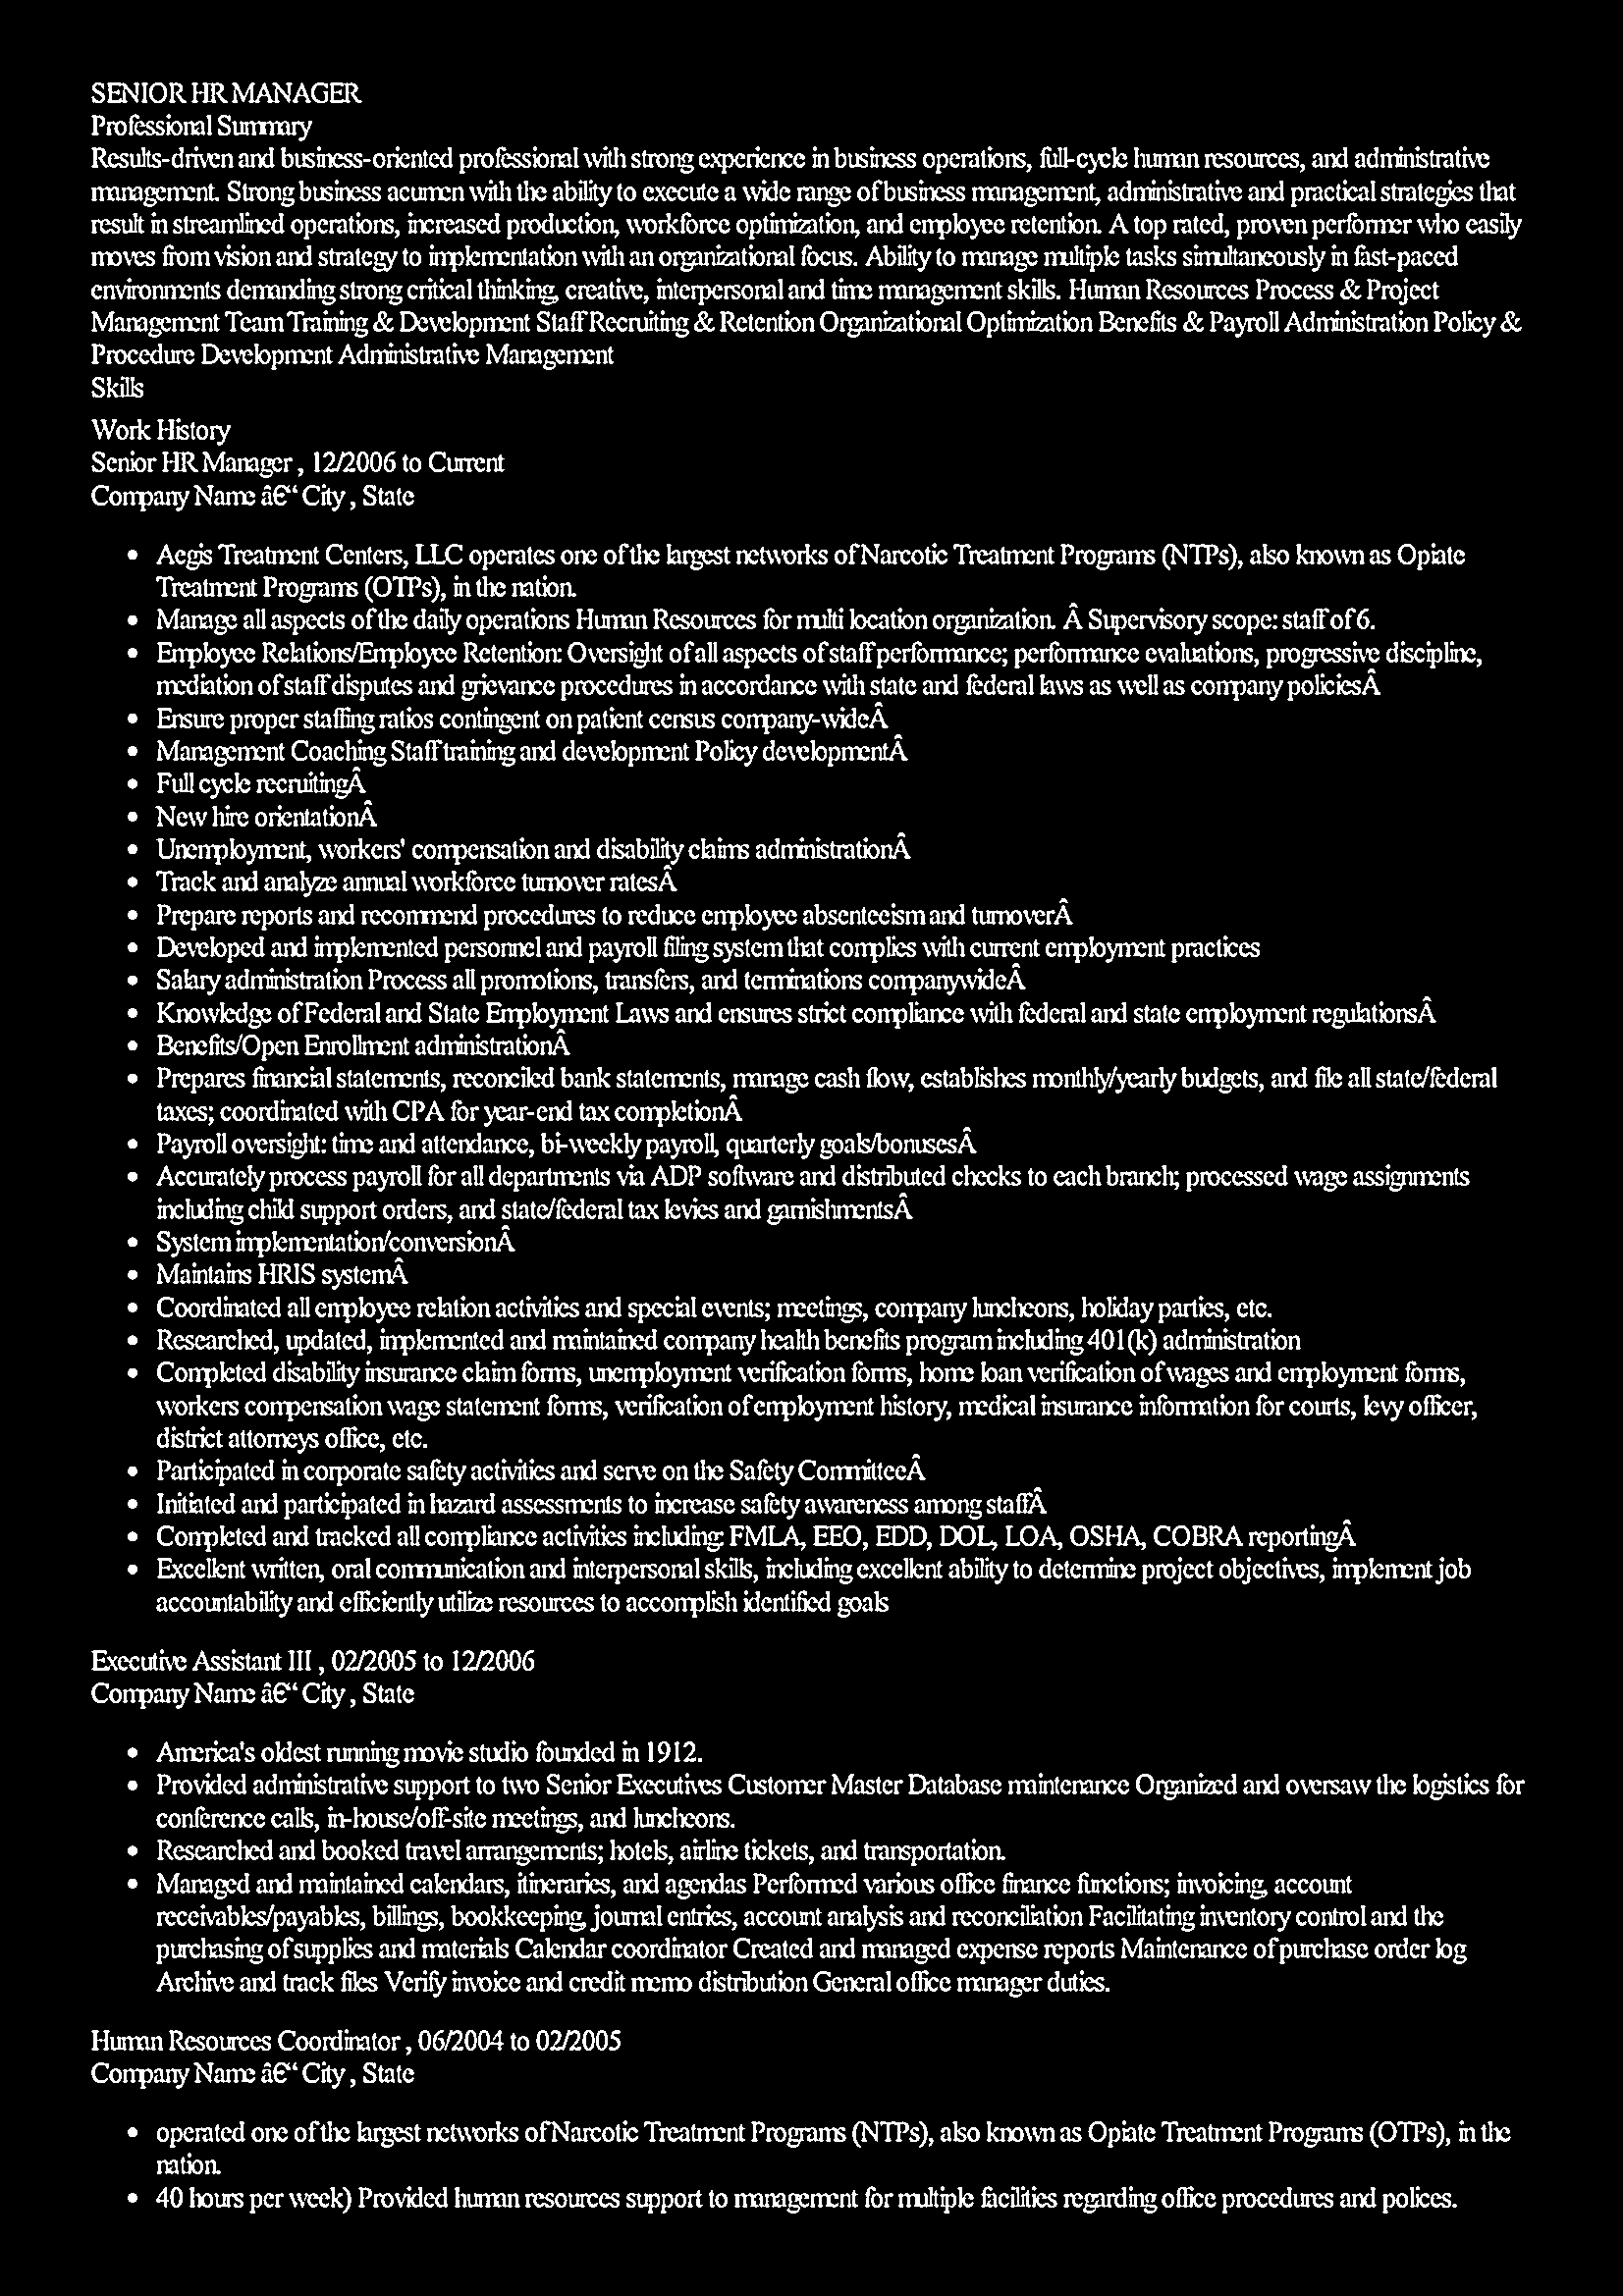 SENIOR HR MANAGER
Professional Summary
Results-driven and business-oriented professional with strong experience in business operations, full-cycle human resources, and administrative
management. Strong business acumen with the ability to execute a wide range of business management, administrative and practical strategies that
result in streamlined operations, increased production, workforce optimization, and employee retention. A top rated, proven performer who easily
moves from vision and strategy to implementation with an organizational focus. Ability to manage multiple tasks simultaneously in fast-paced
environments demanding strong critical thinking, creative, interpersonal and time management skills. Human Resources Process & Project
Management Team Training & Development Staff Recruiting & Retention Organizational Optimization Benefits & Payroll Administration Policy &
Procedure Development Administrative Management
Skills
Work History
Senior HR Manager , 12/2006 to Current
Company Name â€“ City , State
• Aegis Treatment Centers, LLC operates one of the largest networks of Narcotic Treatment Programs (NTPs), also known as Opiate
Treatment Programs (OTPs), in the nation.
• Manage all aspects of the daily operations Human Resources for multi location organization. Â Supervisory scope: staff of 6.
• Employee Relations/Employee Retention: Oversight of all aspects of staff performance; performance evaluations, progressive discipline,
mediation of staff disputes and grievance procedures in accordance with state and federal laws as well as company policiesÂ
• Ensure proper staffing ratios contingent on patient census company-wideÂ
• Management Coaching Staff training and development Policy developmentÂ
• Full cycle recruitingÂ
• New hire orientationÂ
• Unemployment, workers' compensation and disability claims administrationÂ
• Track and analyze annual workforce turnover ratesÂ
• Prepare reports and recommend procedures to reduce employee absenteeism and turnoverÂ
• Developed and implemented personnel and payroll filing system that complies with current employment practices
• Salary administration Process all promotions, transfers, and terminations companywideÂ
• Knowledge of Federal and State Employment Laws and ensures strict compliance with federal and state employment regulationsÂ
• Benefits/Open Enrollment administrationÂ
• Prepares financial statements, reconciled bank statements, manage cash flow, establishes monthly/yearly budgets, and file all state/federal
taxes; coordinated with CPA for year-end tax completionÂ
• Payroll oversight: time and attendance, bi-weekly payroll, quarterly goals/bonusesÂ
• Accurately process payroll for all departments via ADP software and distributed checks to each branch; processed wage assignments
including child support orders, and state/federal tax levies and garnishmentsÂ
• System implementation/conversionÂ
• Maintains HRIS systemÂ
• Coordinated all employee relation activities and special events; meetings, company luncheons, holiday parties, etc.
• Researched, updated, implemented and maintained company health benefits program including 401(k) administration
• Completed disability insurance claim forms, unemployment verification forms, home loan verification of wages and employment forms,
workers compensation wage statement forms, verification of employment history, medical insurance information for courts, levy officer,
district attorneys office, etc.
• Participated in corporate safety activities and serve on the Safety CommitteeÂ
• Initiated and participated in hazard assessments to increase safety awareness among staffÂ
• Completed and tracked all compliance activities including: FMLA, EEO, EDD, DOL, LOA, OSHA, COBRA reportingÂ
• Excellent written, oral communication and interpersonal skills, including excellent ability to determine project objectives, implement job
accountability and efficiently utilize resources to accomplish identified goals
Executive Assistant III , 02/2005 to 12/2006
Company Name â€“ City , State
• America's oldest running movie studio founded in 1912.
• Provided administrative support to two Senior Executives Customer Master Database maintenance Organized and oversaw the logistics for
conference calls, in-house/off-site meetings, and luncheons.
• Researched and booked travel arrangements; hotels, airline tickets, and transportation.
• Managed and maintained calendars, itineraries, and agendas Performed various office finance functions; invoicing, account
receivables/payables, billings, bookkeeping, journal entries, account analysis and reconciliation Facilitating inventory control and the
purchasing of supplies and materials Calendar coordinator Created and managed expense reports Maintenance of purchase order log
Archive and track files Verify invoice and credit memo distribution General office manager duties.
Human Resources Coordinator , 06/2004 to 02/2005
Company Name â€“ City , State
• operated one of the largest networks of Narcotic Treatment Programs (NTPs), also known as Opiate Treatment Programs (OTPs), in the
nation.
• 40 hours per week) Provided human resources support to management for multiple facilities regarding office procedures and polices.